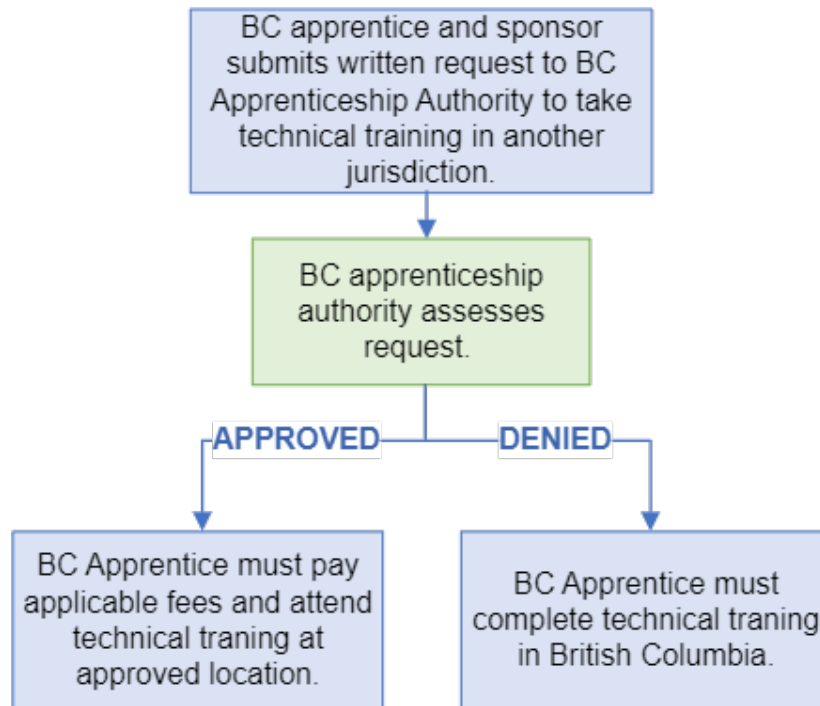 BC apprentice and sponsor
submits written request to BC
Apprenticeship Authority to take
technical training in another
jurisdiction.
BC apprenticeship
authority assesses
request.
APPROVED
DENIED
BC Apprentice must pay
applicable fees and attend
technical traning at
approved location.
BC Apprentice must
complete technical traning
in British Columbia.